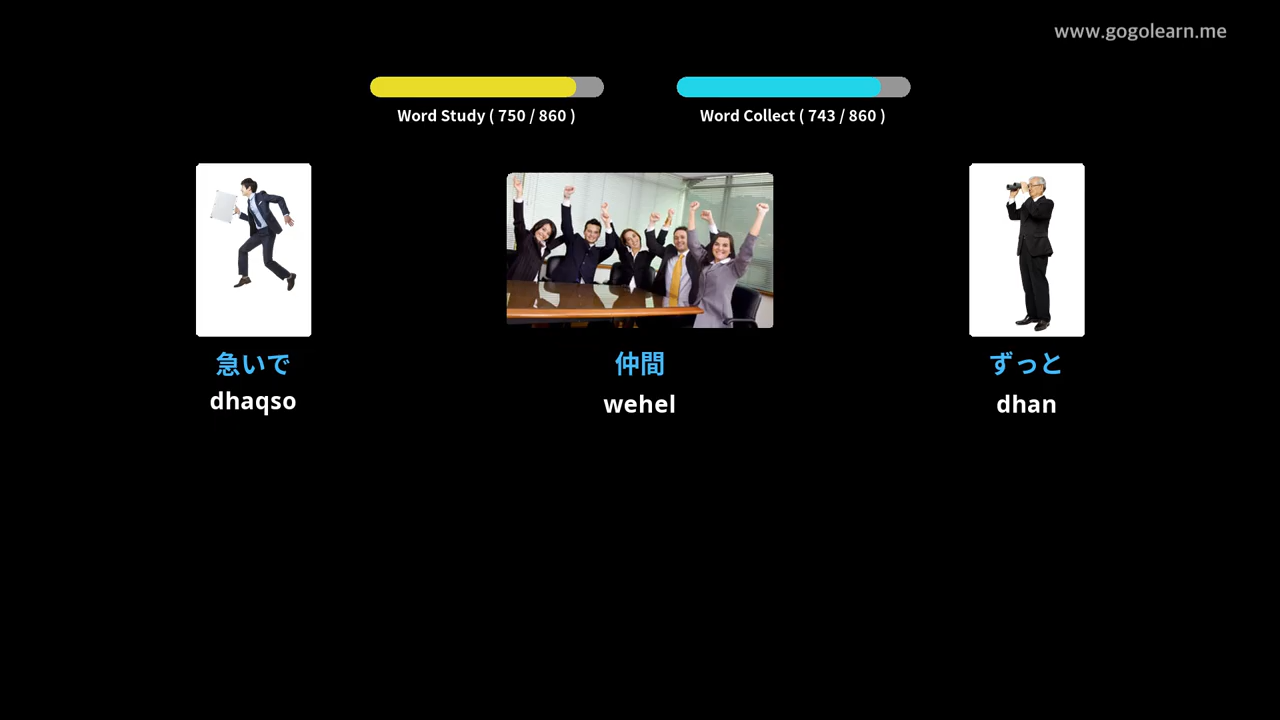 www.gogolearn.me
Word Study ( 750 / 860 )
Word Collect ( 743 / 860 )
急いで
dhaqso
仲間
wehel
ずっと
dhan